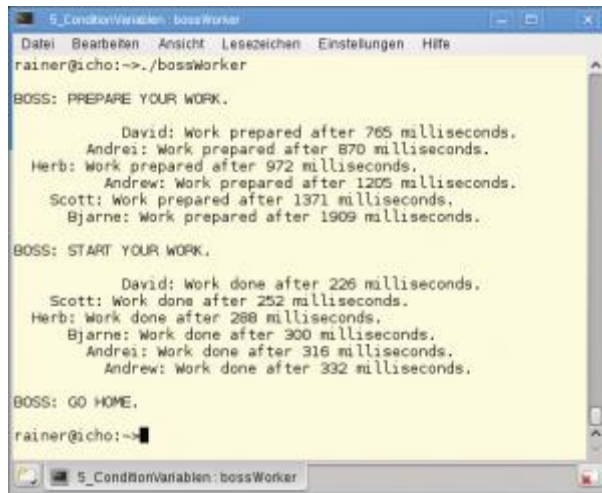 5_ConditionVariablen : bossWorker
Datei Bearbeiten Ansicht Lesezeichen Einstellungen Hilfe
rainer@icho:~>./bossWorker
BOSS: PREPARE YOUR WORK.
David: Work prepared after 765 milliseconds.
Andrei: Work prepared after 870 milliseconds.
Herb: Work prepared after 972 milliseconds.
Andrew: Work prepared after 1205 milliseconds.
Scott: Work prepared after 1371 milliseconds.
Bjarne: Work prepared after 1909 milliseconds.
BOSS: START YOUR WORK.
David: Work done after 226 milliseconds.
Scott: Work done after 252 milliseconds.
Herb: Work done after 288 milliseconds.
Bjarne: Work done after 300 milliseconds.
Andrei: Work done after 316 milliseconds.
Andrew: Work done after 332 milliseconds.
BOSS: GO HOME.
rainer@icho:~>
5_ConditionVariablen : bossWorker